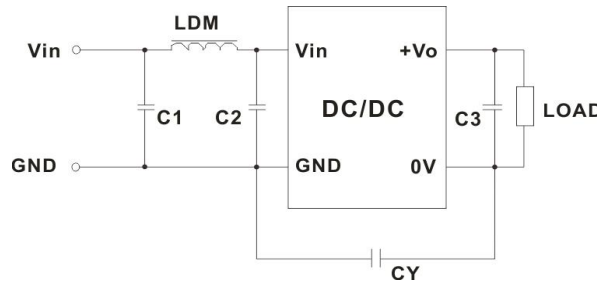 LDM
Vin
Vin
+Vo
C1
C2
DC/DC
C3
LOAD
GND
GND
0V
CY